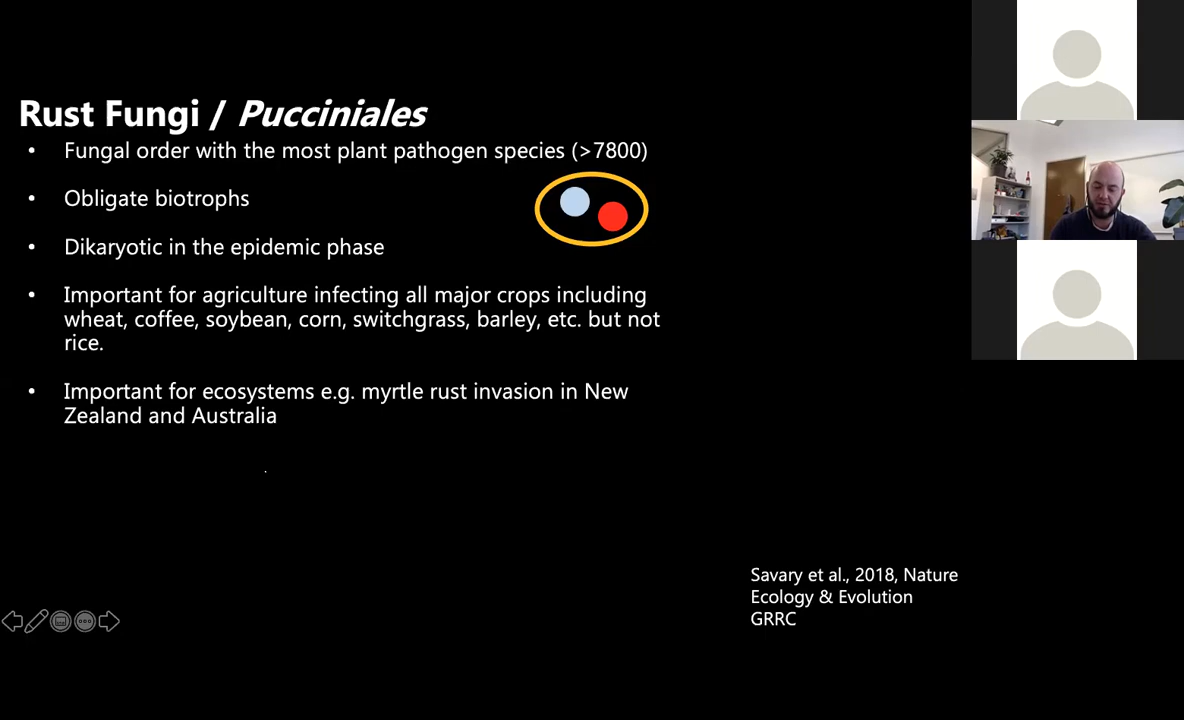 Rust Fungi / Pucciniales
• Fungal order with the most plant pathogen species (>7800)
• Obligate biotrophs
• Dikaryotic in the epidemic phase
• Important for agriculture infecting all major crops including
wheat, coffee, soybean, corn, switchgrass, barley, etc. but not
rice.
• Important for ecosystems e.g. myrtle rust invasion in New
Zealand and Australia
Savary et al., 2018, Nature
Ecology & Evolution
GRRC